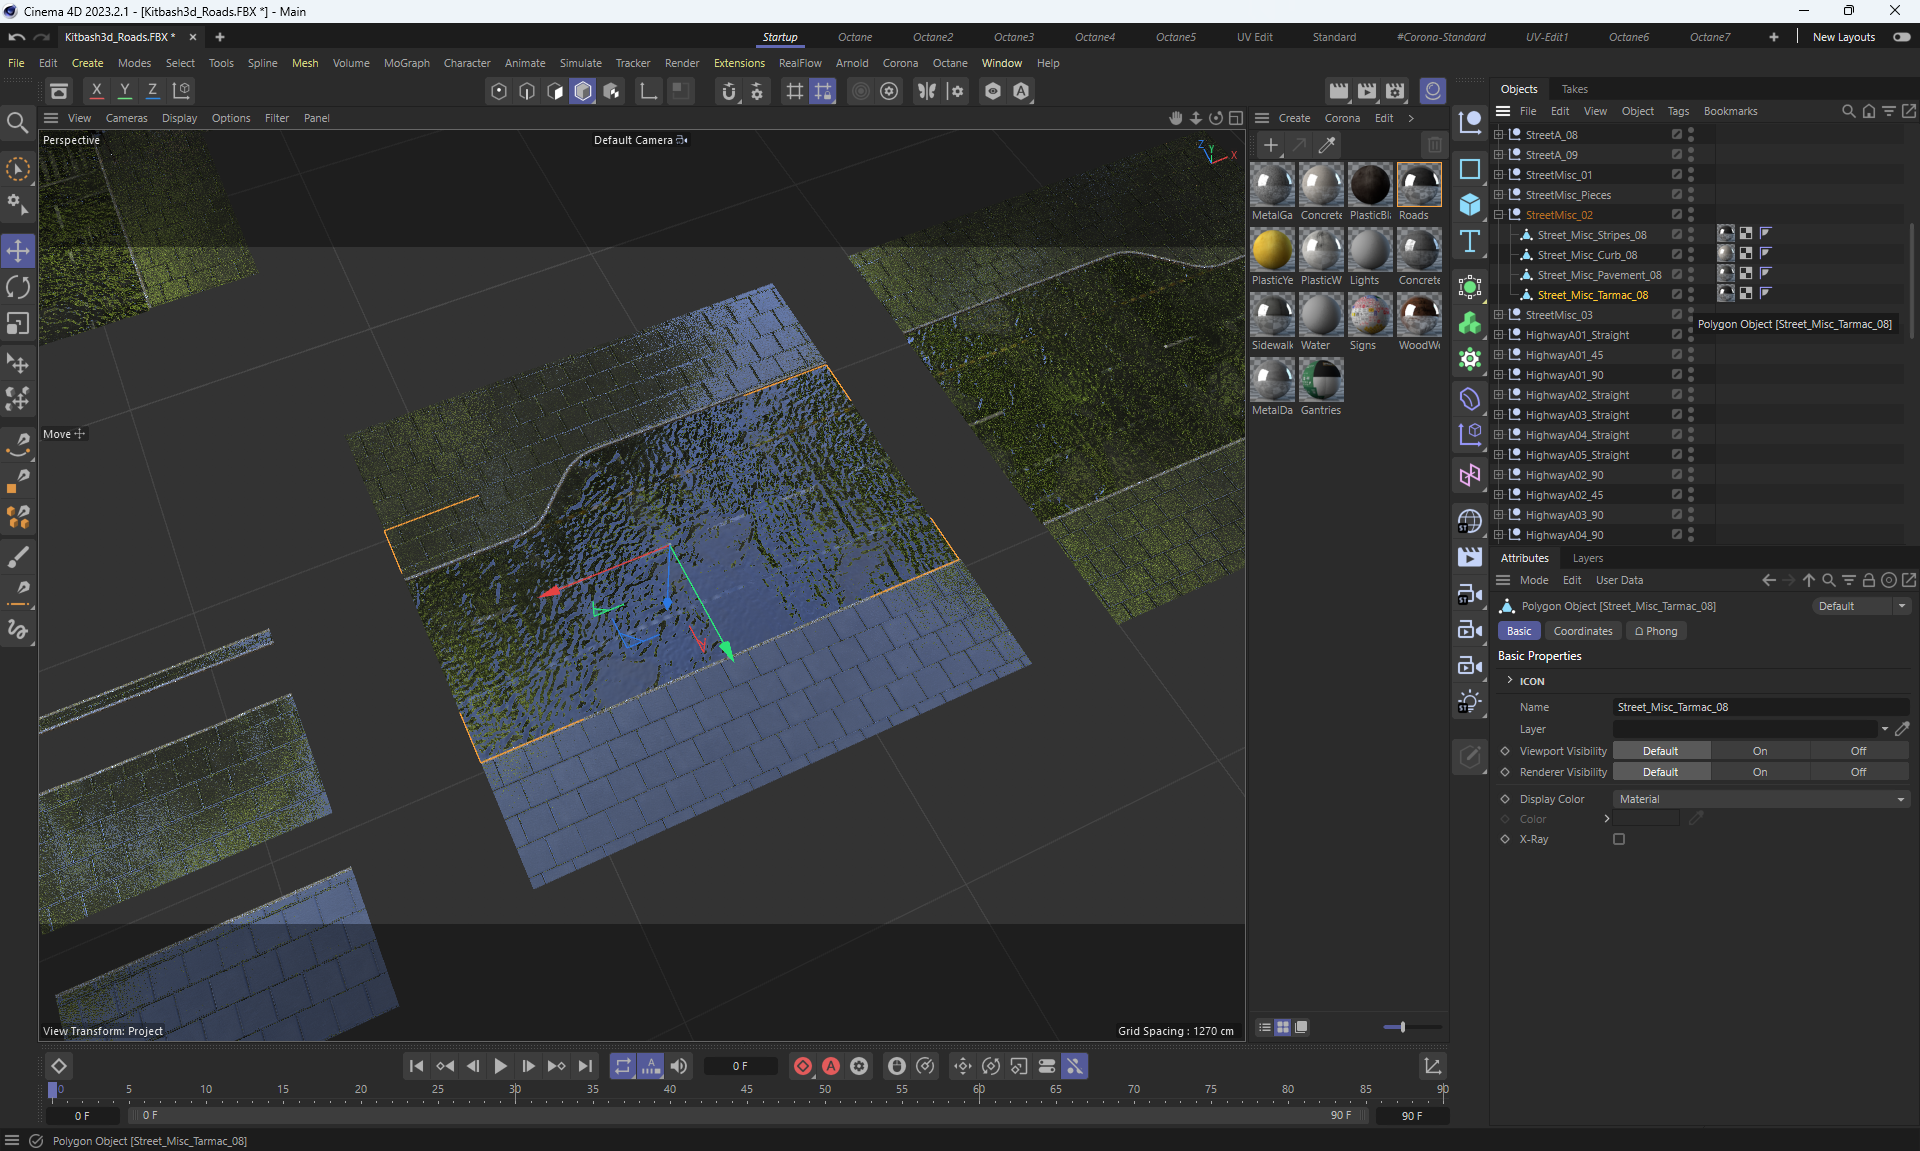 Cinema 4D 2023.2.1 - [Kitbash3d_Roads.FBX *] - Main
Kitbash3d_Roads.FBX *
Startup Octane Octane2 Octane3 Octane4 Octane5 UV Edit Standard #Corona-Standard UV-Edit1 Octane6 Octane7 New Layouts
File Edit Create Modes Select Tools Spline Mesh Volume MoGraph Character Animate Simulate Tracker Render Extensions RealFlow Arnold Corona Octane Window Help
X Y Z
Objects Takes
File Edit View Object Tags Bookmarks
View Cameras Display Options Filter Panel
Create Corona Edit
Perspective
Default Camera
Z Y X
Move
View Transform: Project
Grid Spacing : 1270 cm
MetalGa Concrete PlasticBl Roads
PlasticYe PlasticW Lights Concrete
Sidewalk Water Signs WoodWo
MetalDa Gantries
StreetA_08
StreetA_09
StreetMisc_01
StreetMisc_Pieces
StreetMisc_02
Street_Misc_Stripes_08
Street_Misc_Curb_08
Street_Misc_Pavement_08
Street_Misc_Tarmac_08
StreetMisc_03
Polygon Object [Street_Misc_Tarmac_08]
HighwayA01_Straight
HighwayA01_45
HighwayA01_90
HighwayA02_Straight
HighwayA03_Straight
HighwayA04_Straight
HighwayA05_Straight
HighwayA02_90
HighwayA02_45
HighwayA03_90
HighwayA04_90
Attributes Layers
Mode Edit User Data
Polygon Object [Street_Misc_Tarmac_08]
Default
Basic Coordinates Phong
Basic Properties
ICON
Name Street_Misc_Tarmac_08
Layer
Viewport Visibility Default On Off
Renderer Visibility Default On Off
Display Color Material
Color
X-Ray
0 F
0 5 10 15 20 25 30 35 40 45 50 55 60 65 70 75 80 85 90
0 F 0 F 90 F 90 F
Polygon Object [Street_Misc_Tarmac_08]